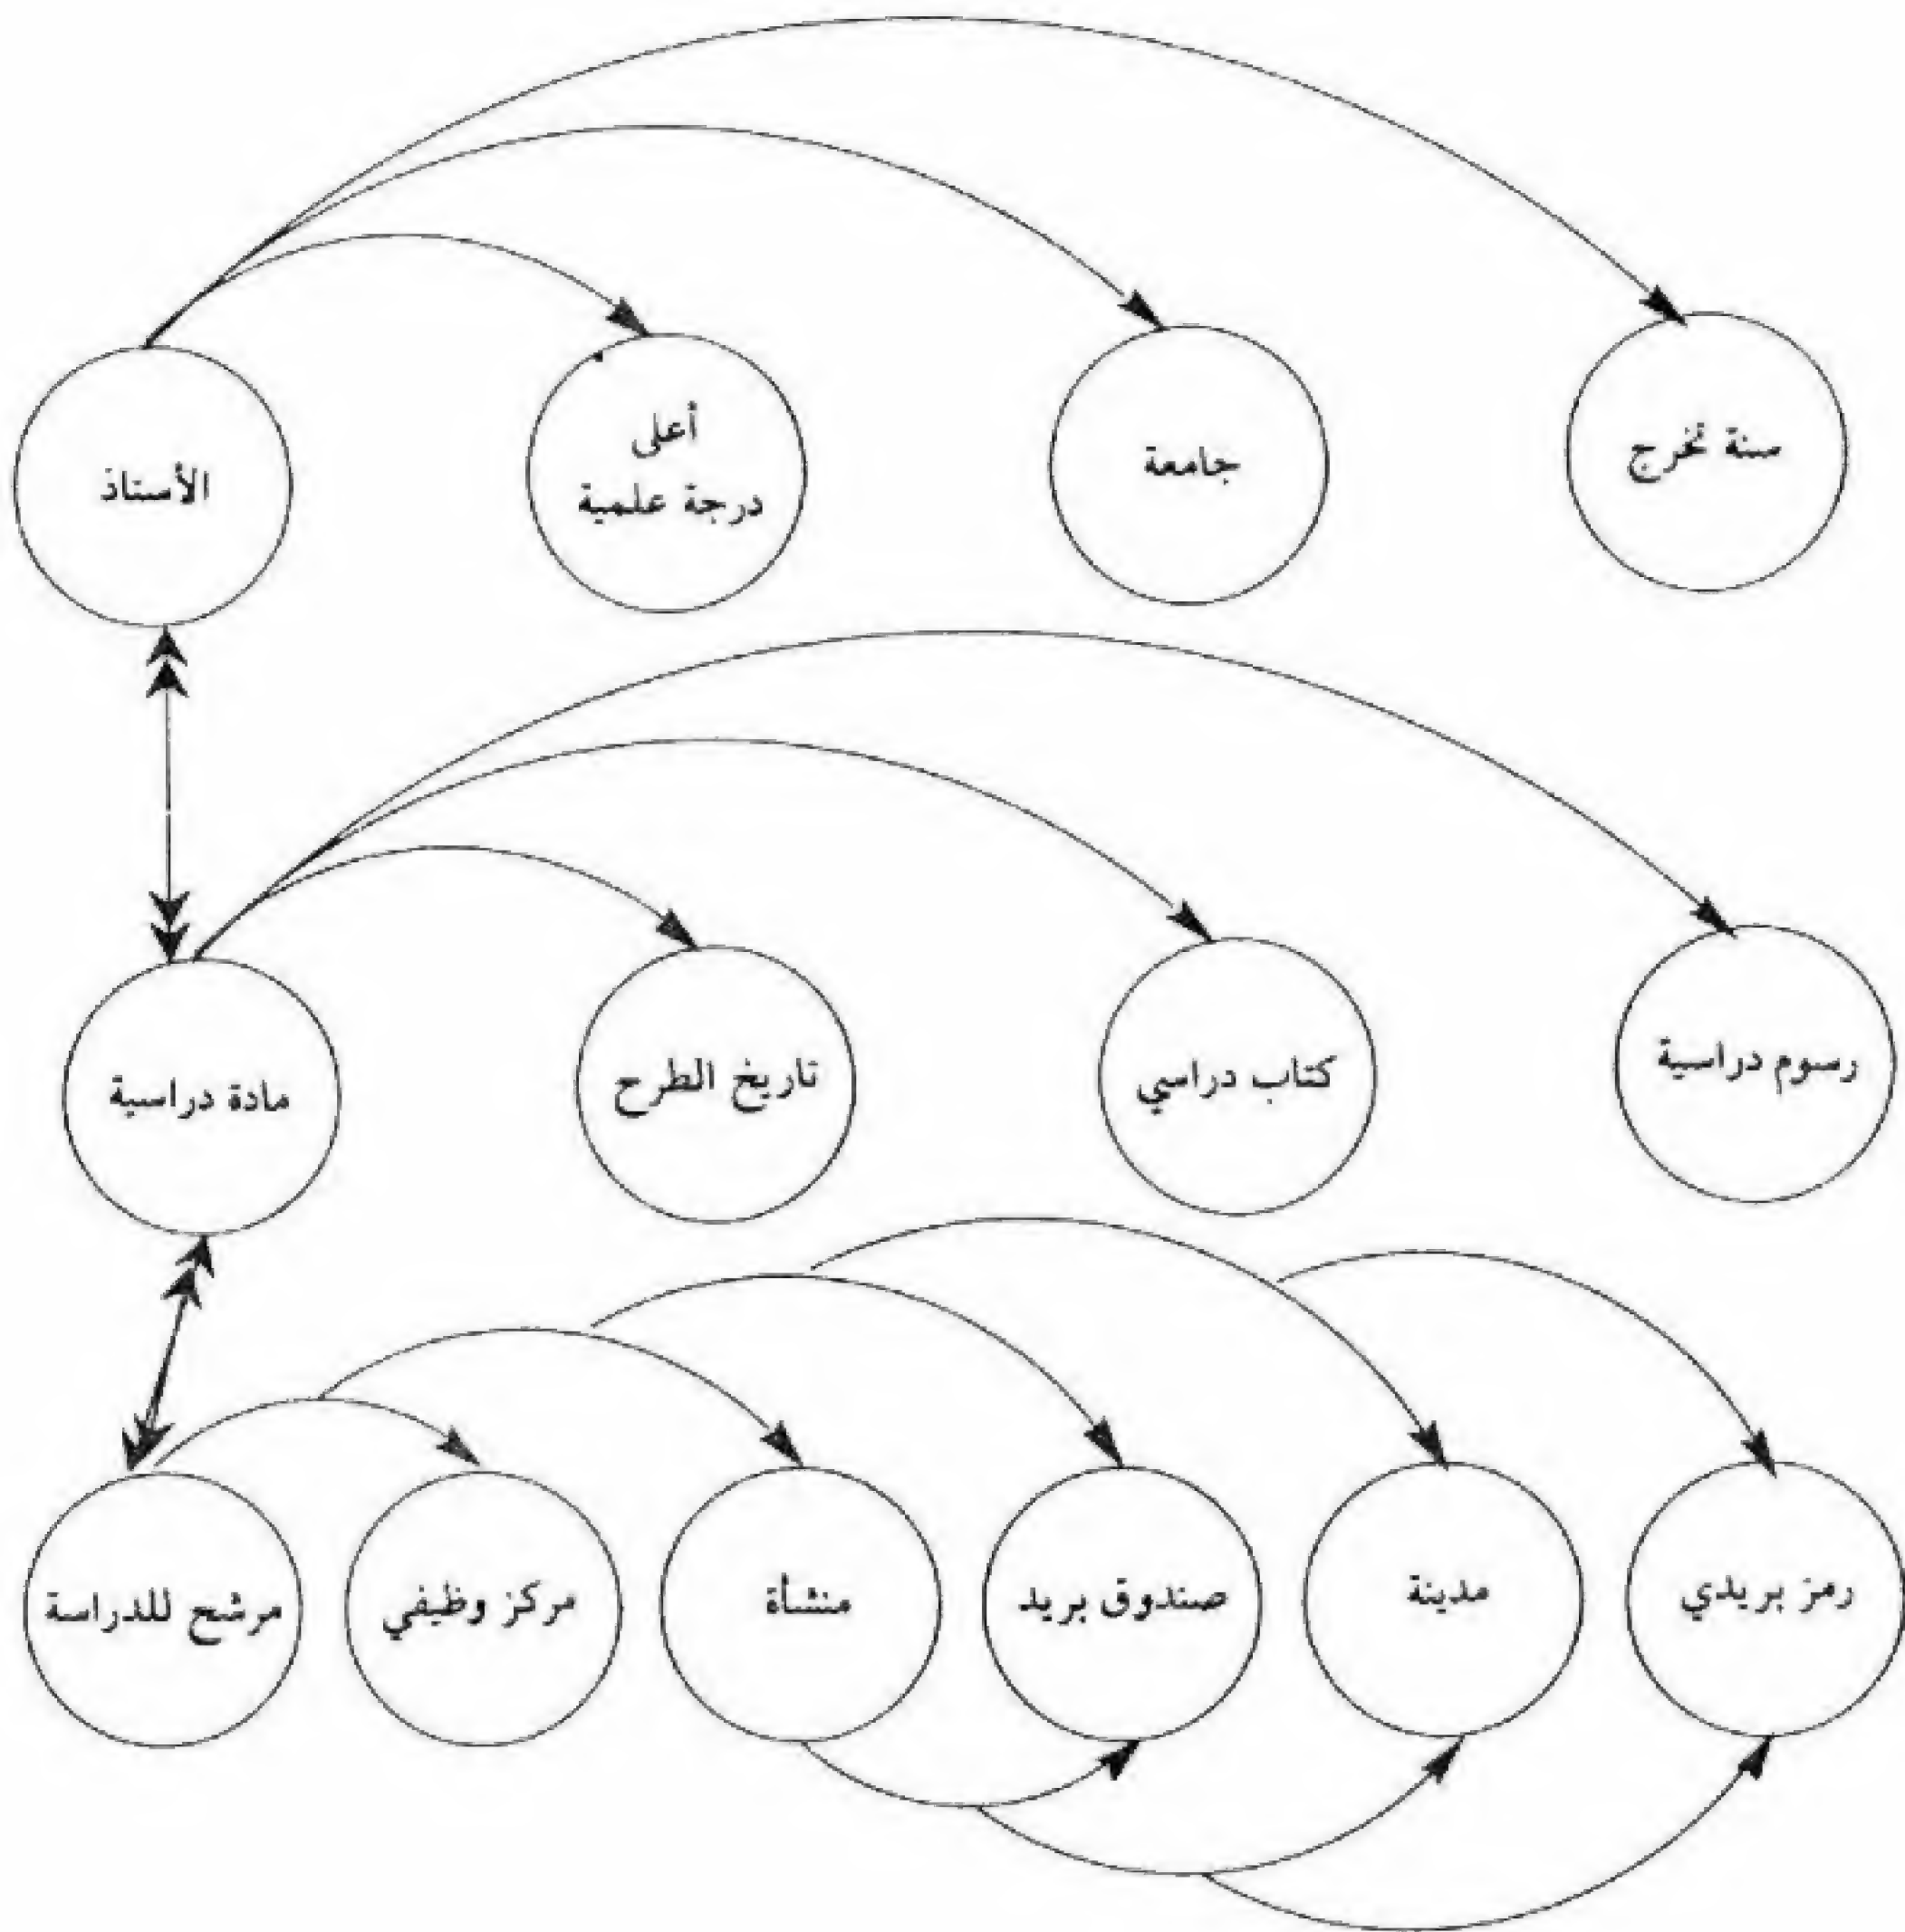 سنة تخرج
جامعة
أعلى
درجة علمية
الأستاذ
رسوم دراسية
كتاب دراسي
تاريخ الطرح
مادة دراسية
رمز بريدي
مدينة
صندوق بريد
منشأة
مركز وظيفي
مرشح للدراسة